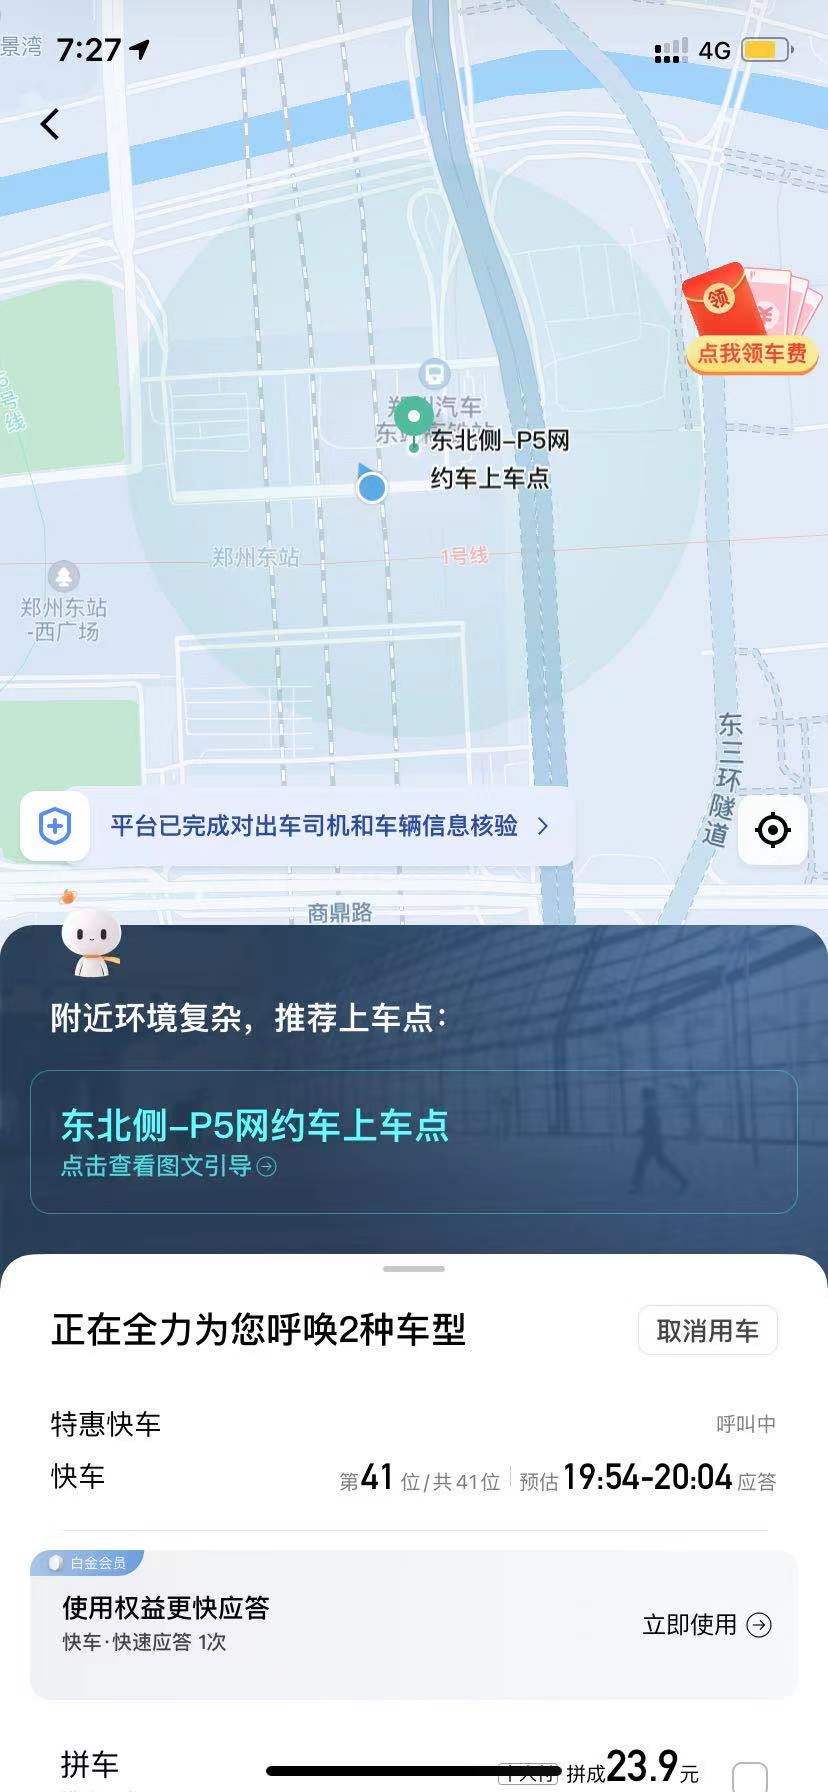 景湾
7:27
4G
领
点我领车费
5号线
东北侧-P5网
约车上车点
郑州东站
1号线
郑州东站
-西广场
东三环隧道
平台已完成对出车司机和车辆信息核验
商鼎路
附近环境复杂，推荐上车点：
东北侧-P5网约车上车点
点击查看图文引导
正在全力为您呼唤2种车型
取消用车
特惠快车
呼叫中
快车
第41位/共41位 预估19:54-20:04应答
白金会员
使用权益更快应答
立即使用
快车·快速应答 1次
拼车
拼成23.9元